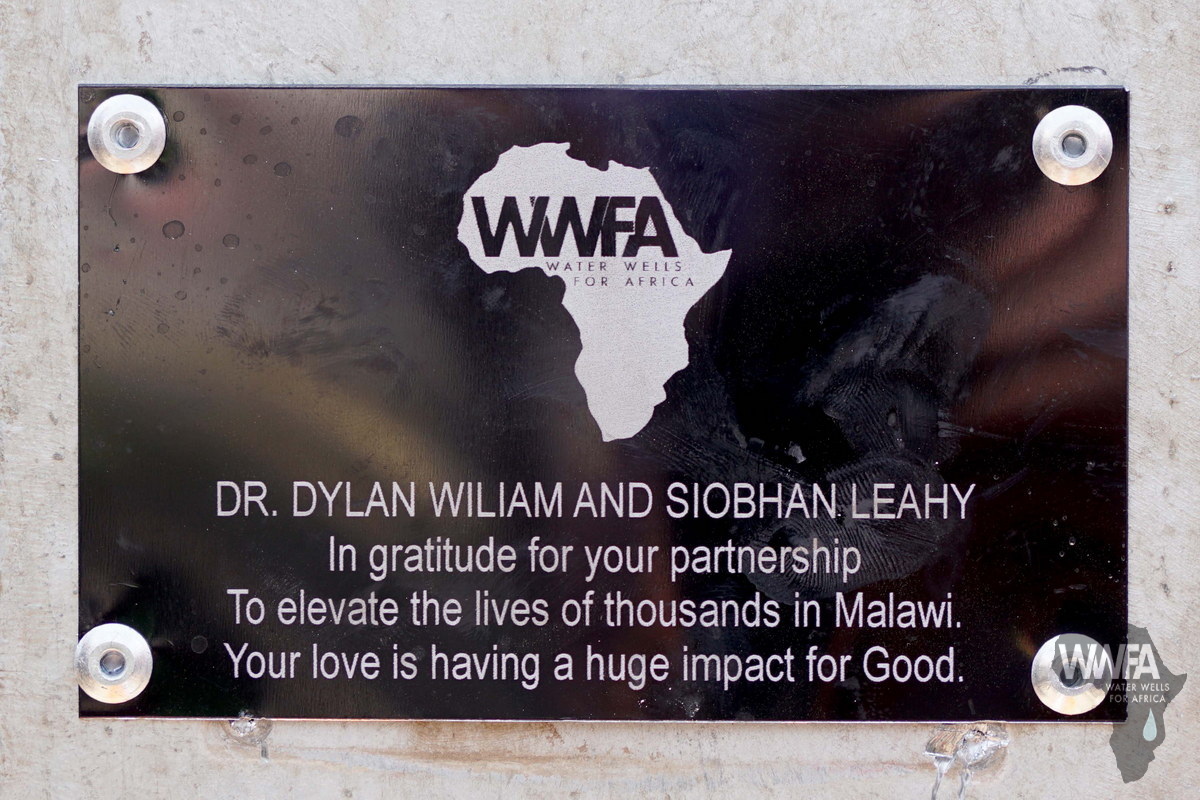 WWFA
WATER WELLS
FOR AFRICA
DR. DYLAN WILIAM AND SIOBHAN LEAHY
In gratitude for your partnership
To elevate the lives of thousands in Malawi.
Your love is having a huge impact for Good.
WWFA
WATER WELLS
FOR AFRICA